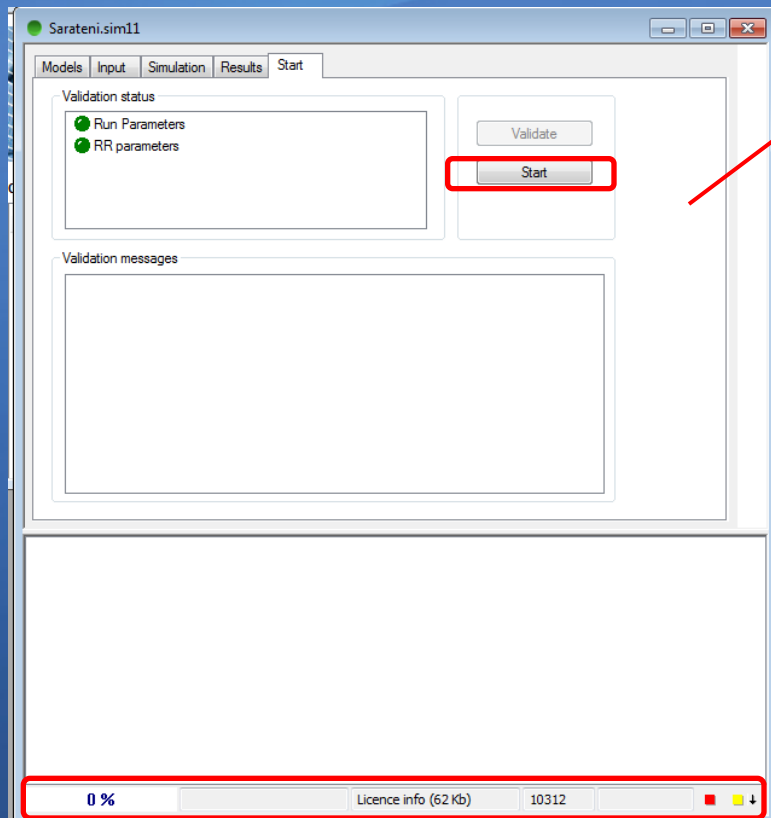 Sarateni.sim11
Models Input Simulation Results Start
Validation status
Run Parameters
RR parameters
Validate
Start
Validation messages
0 % Licence info (62 Kb) 10312